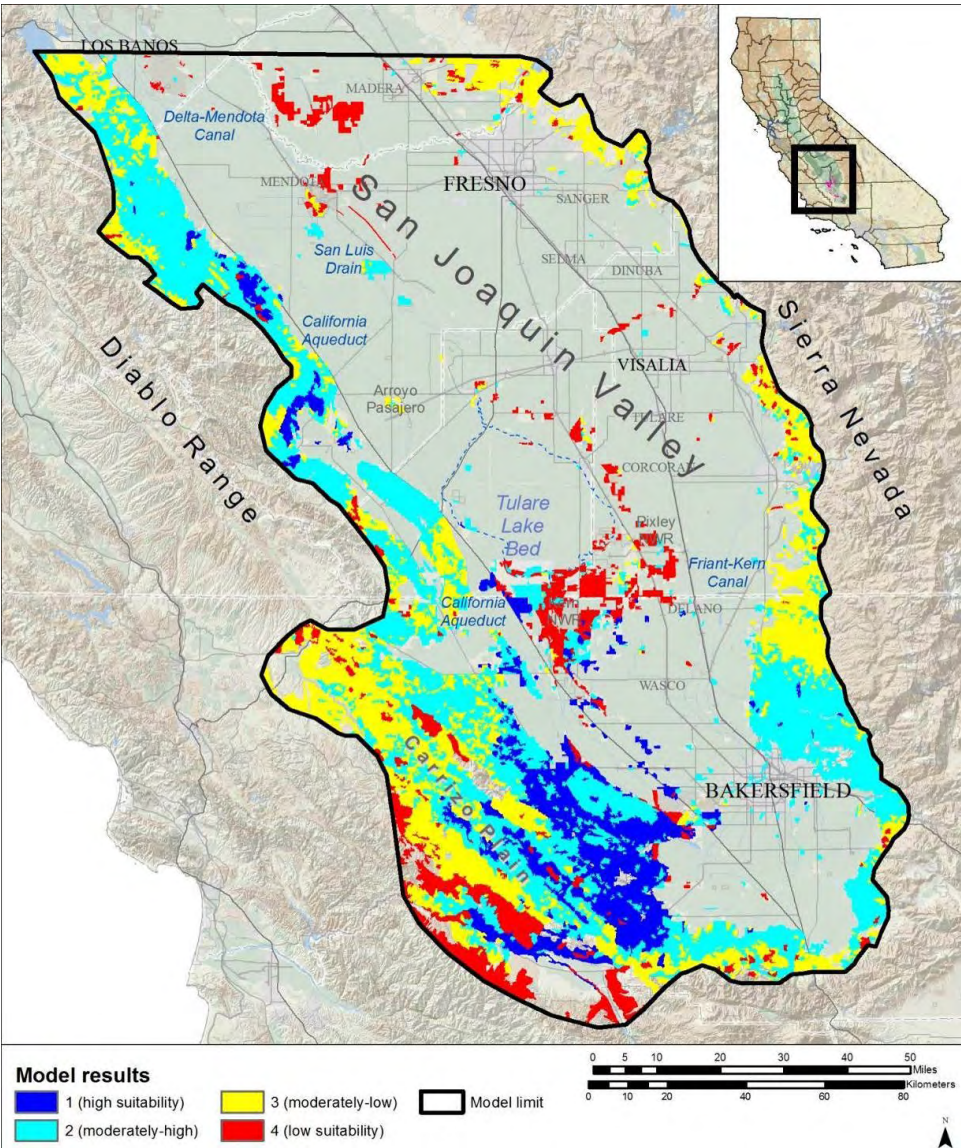 LOS BANOS
MADERA
Delta-Mendota
Canal
MENDOTA
FRESNO
SANGER
San Joaquin Valley
San Luis
Drain
SELMA
DINUBA
Sierra Nevada
California
Aqueduct
VISALIA
Diablo Range
Arroyo
Pasajero
TULARE
CORCORAN
Tulare
Lake
Bed
Pixley
NWR
Friant-Kern
Canal
California
Aqueduct
NWR
DELANO
WASCO
Carrizo Plain
BAKERSFIELD
Model results
1 (high suitability)
2 (moderately-high)
3 (moderately-low)
4 (low suitability)
Model limit
0 5 10 20 30 40 50
Miles
Kilometers
0 20 40 60 80
N